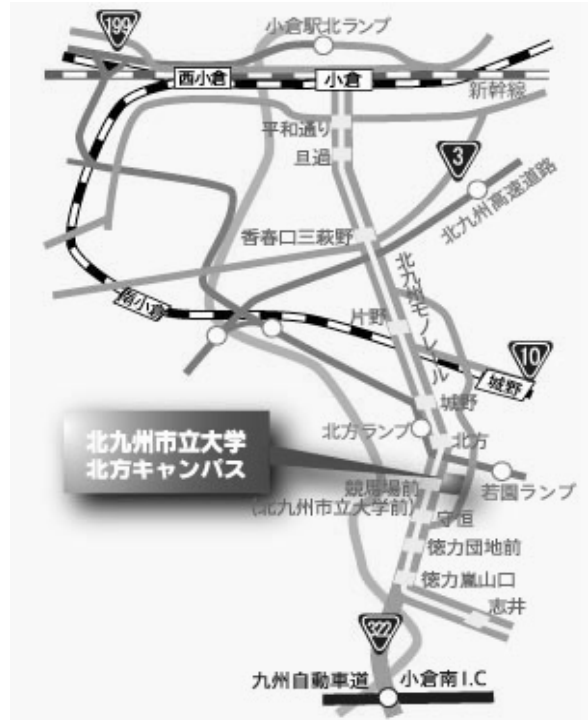 199
小倉駅北ランプ
西小倉
小倉
新幹線
平和通り
旦過
3
北九州高速道路
香春口三萩野
北九州モノレール
南小倉
片野
10
城野
城野
北方ランプ
北方
北九州市立大学
北方キャンパス
競馬場前
(北九州市立大学前)
若園ランプ
守恒
徳力団地前
徳力嵐山口
志井
322
九州自動車道
小倉南I.C